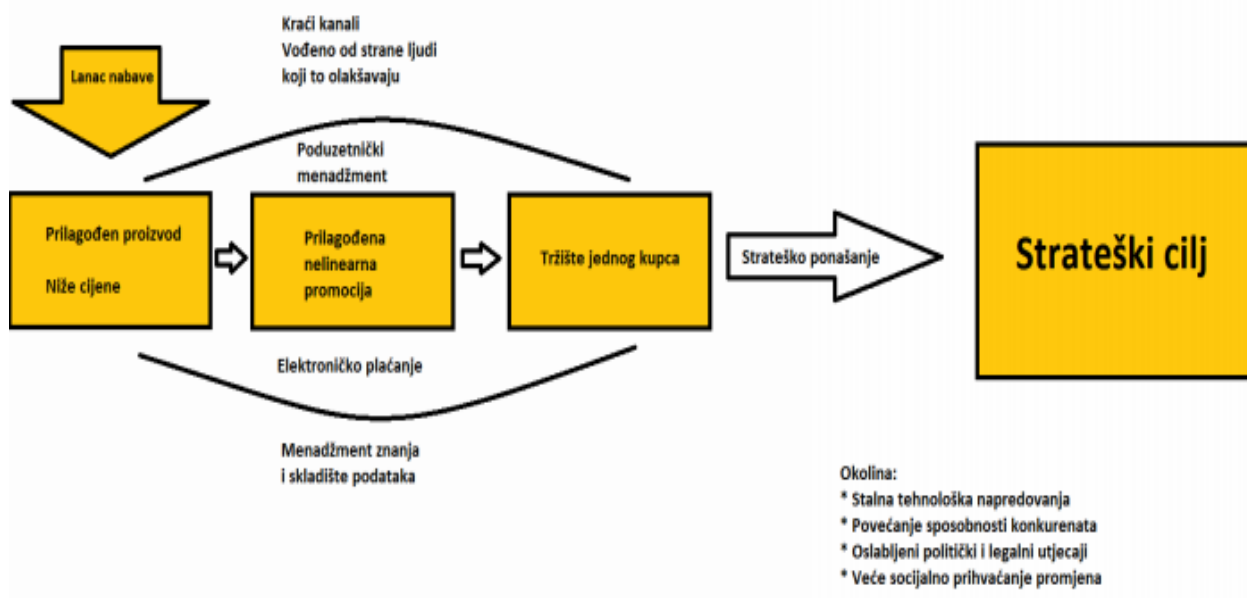 Kraći kanali
Vođeno od strane ljudi
koji to olakšavaju
Lanac nabave
Poduzetnički
menadžment
Prilagođen proizvod
Niže cijene
Prilagođena
nelinearna
promocija
Tržište jednog kupca
Strateško ponašanje
Strateški cilj
Elektroničko plaćanje
Menadžment znanja
i skladište podataka
Okolina:
* Stalna tehnološka napredovanja
* Povećanje sposobnosti konkurenata
* Oslabljeni politički i legalni utjecaji
* Veće socijalno prihvaćanje promjena